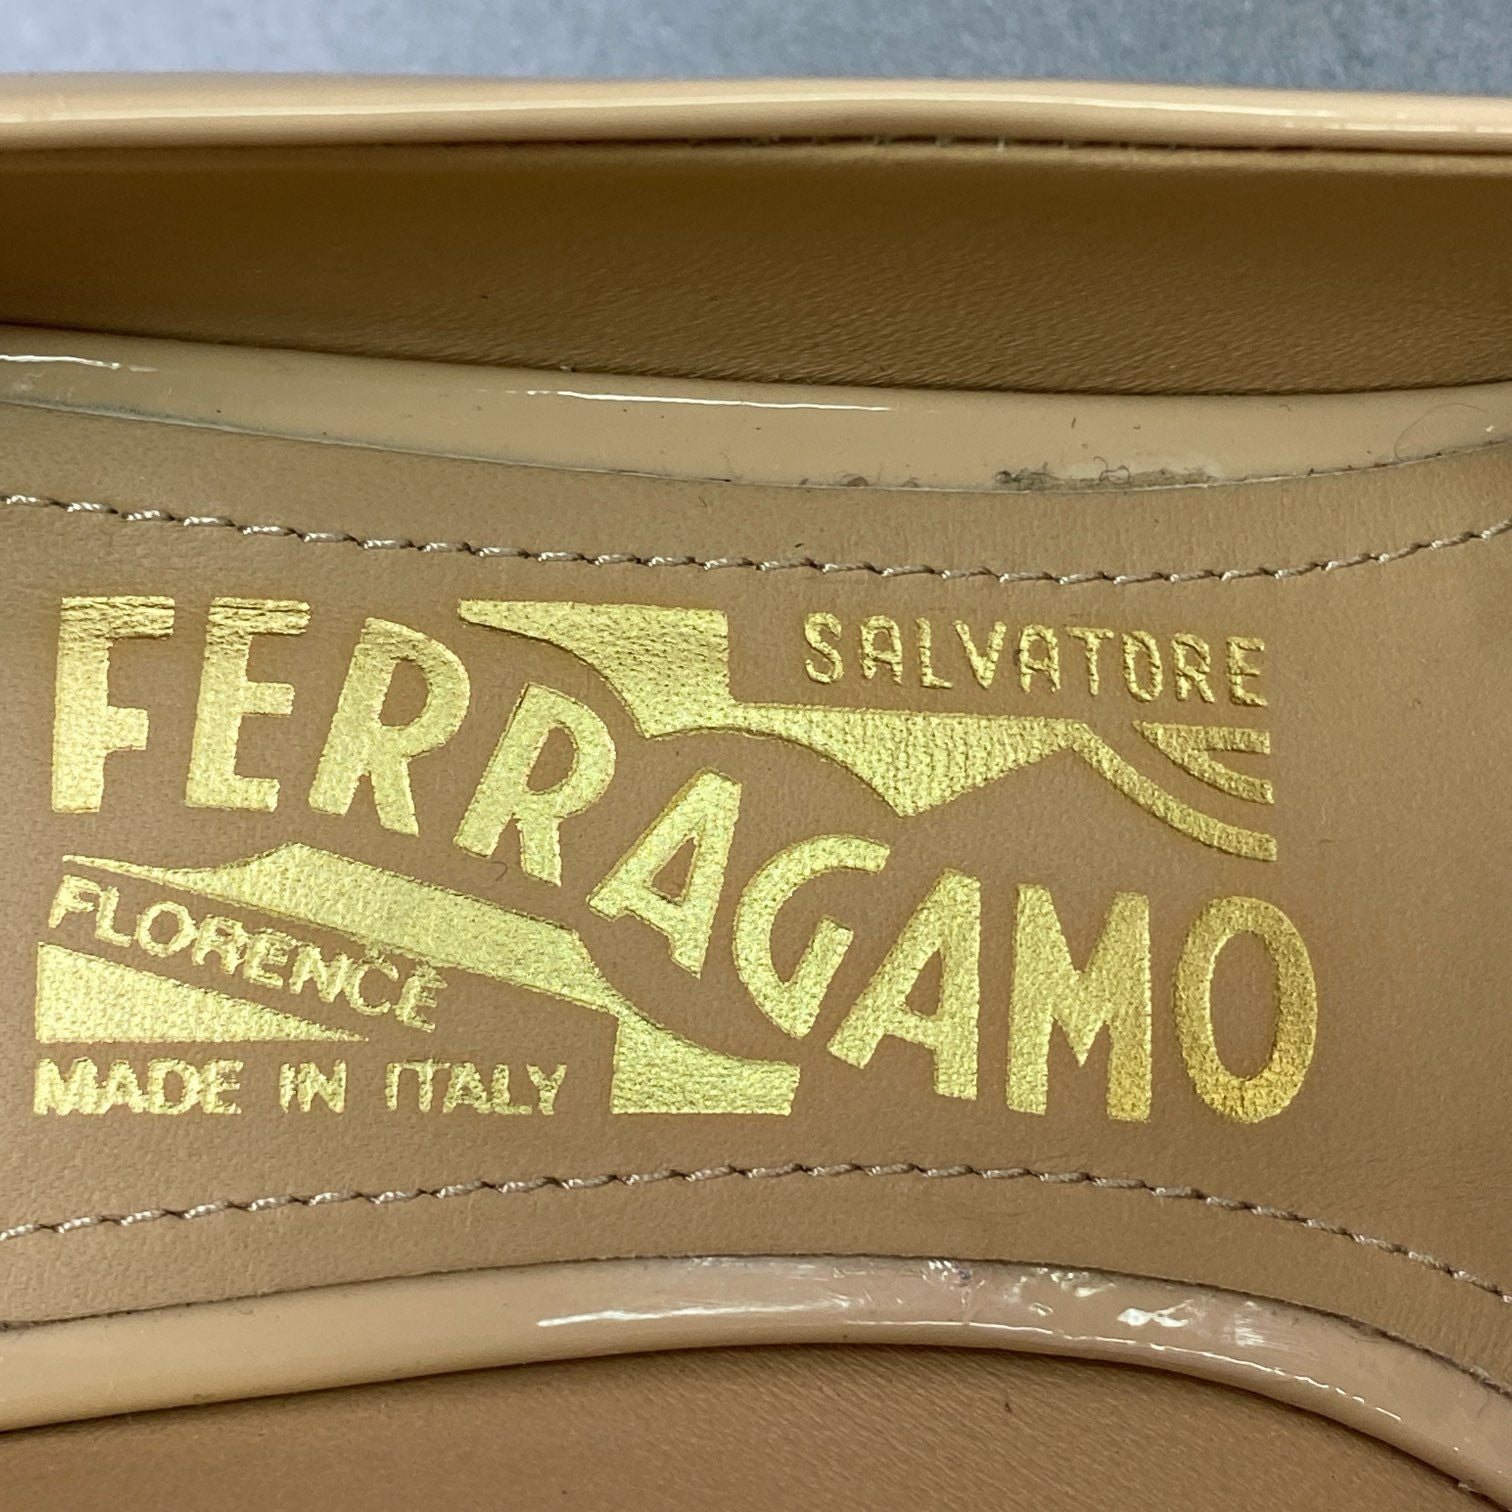 SALVATORE
FERRAGAMO
FLORENCE
MADE IN ITALY